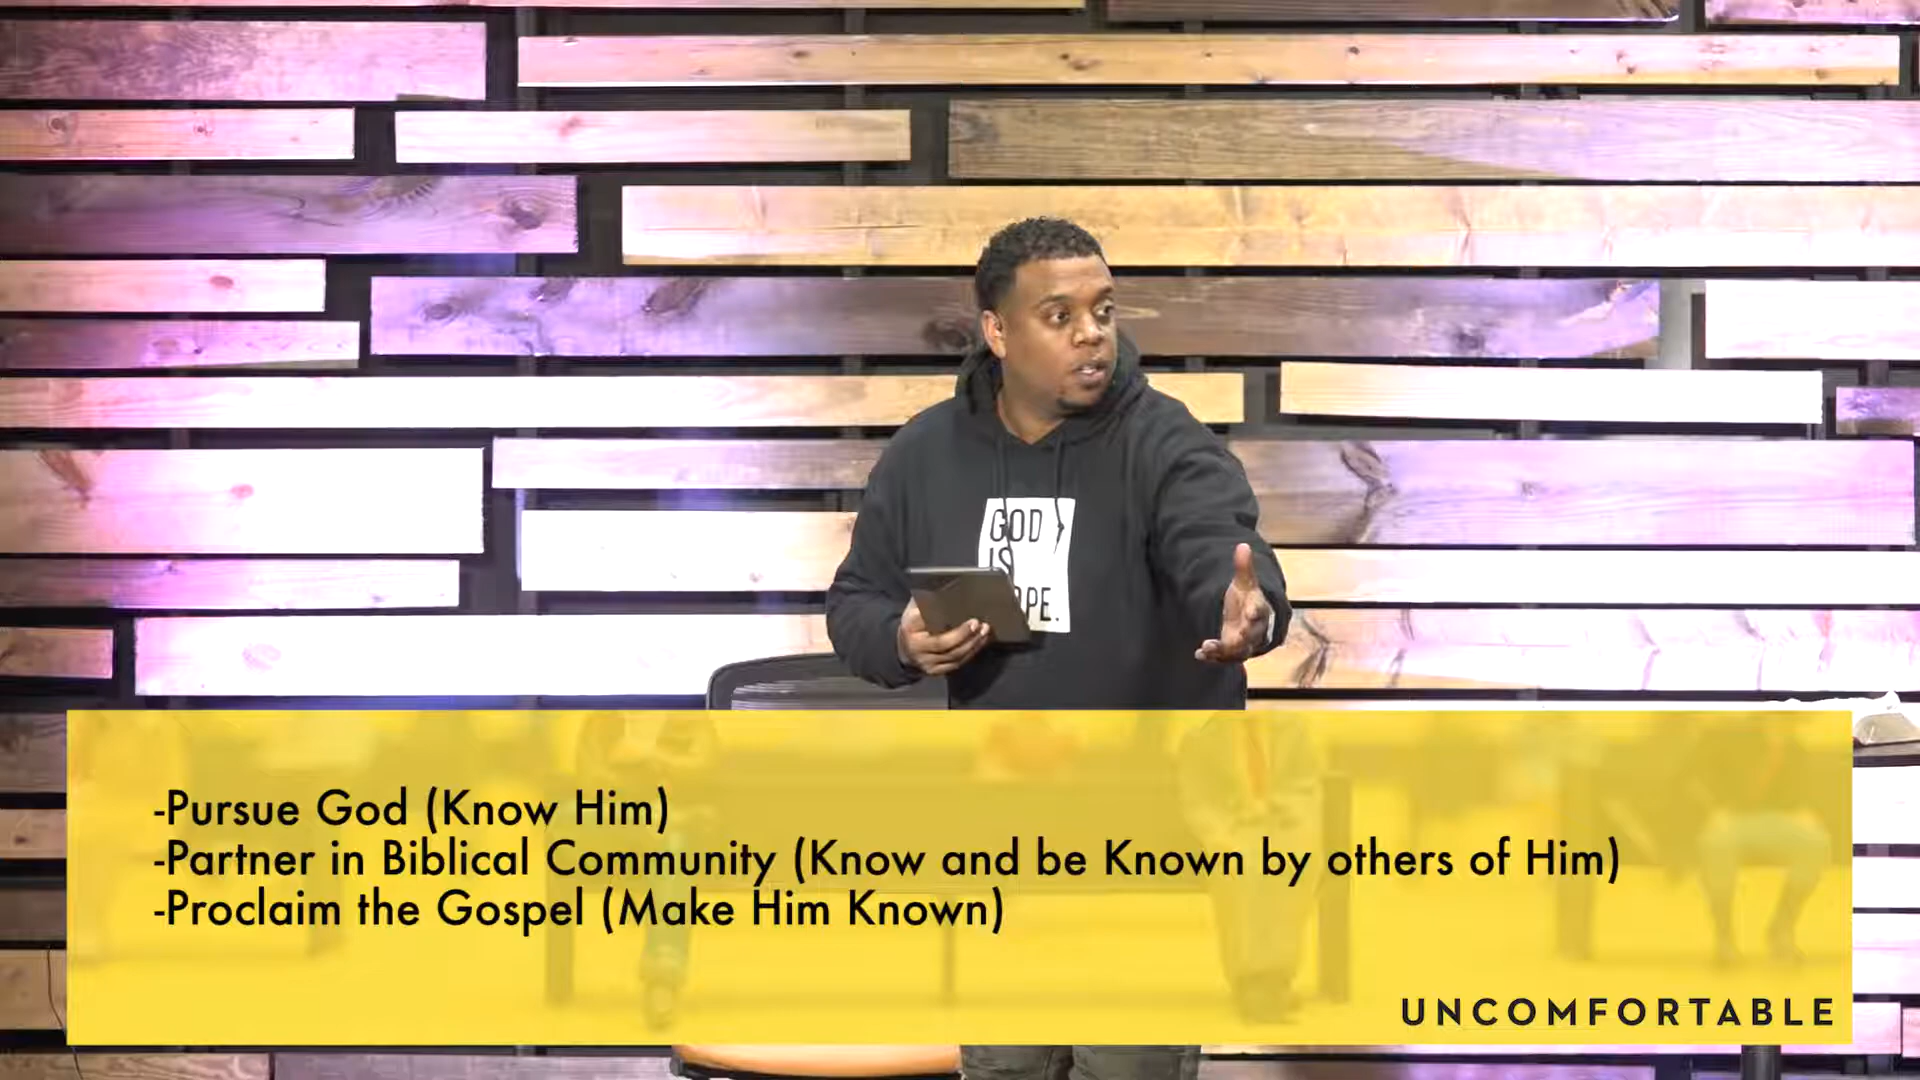 GOD
IS
-Pursue God (Know Him)
-Partner in Biblical Community (Know and be Known by others of Him)
-Proclaim the Gospel (Make Him Known)
UNCOMFORTABLE